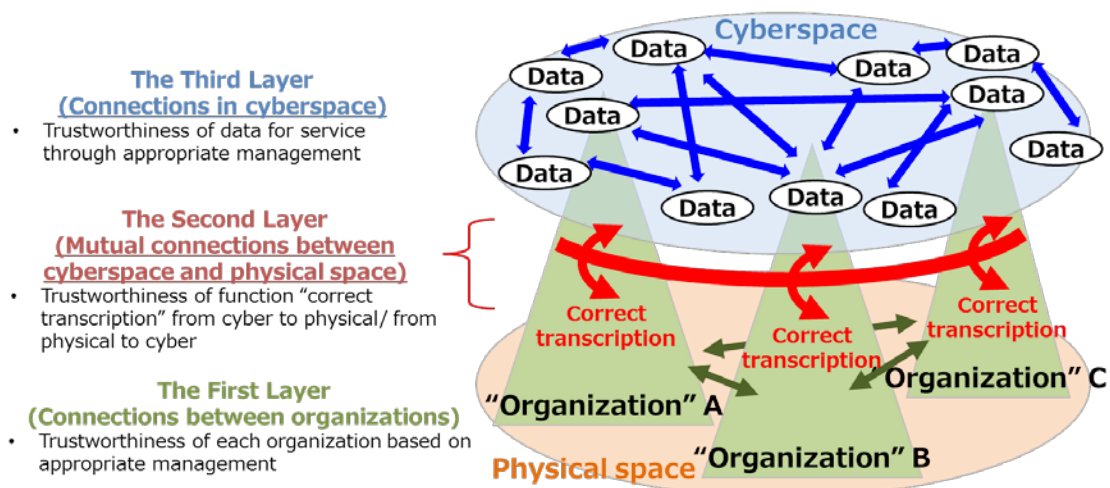 The Third Layer
(Connections in cyberspace)
• Trustworthiness of data for service
through appropriate management
The Second Layer
(Mutual connections between
cyberspace and physical space)
• Trustworthiness of function “correct
transcription” from cyber to physical/ from
physical to cyber
The First Layer
(Connections between organizations)
• Trustworthiness of each organization based on
appropriate management
Cyberspace
Data
Data
Data
Data
Data
Data
Data
Data
Data
Data
Data
Correct
transcription
Correct
transcription
Correct
transcription
“Organization” A
“Organization” B
“Organization” C
Physical space